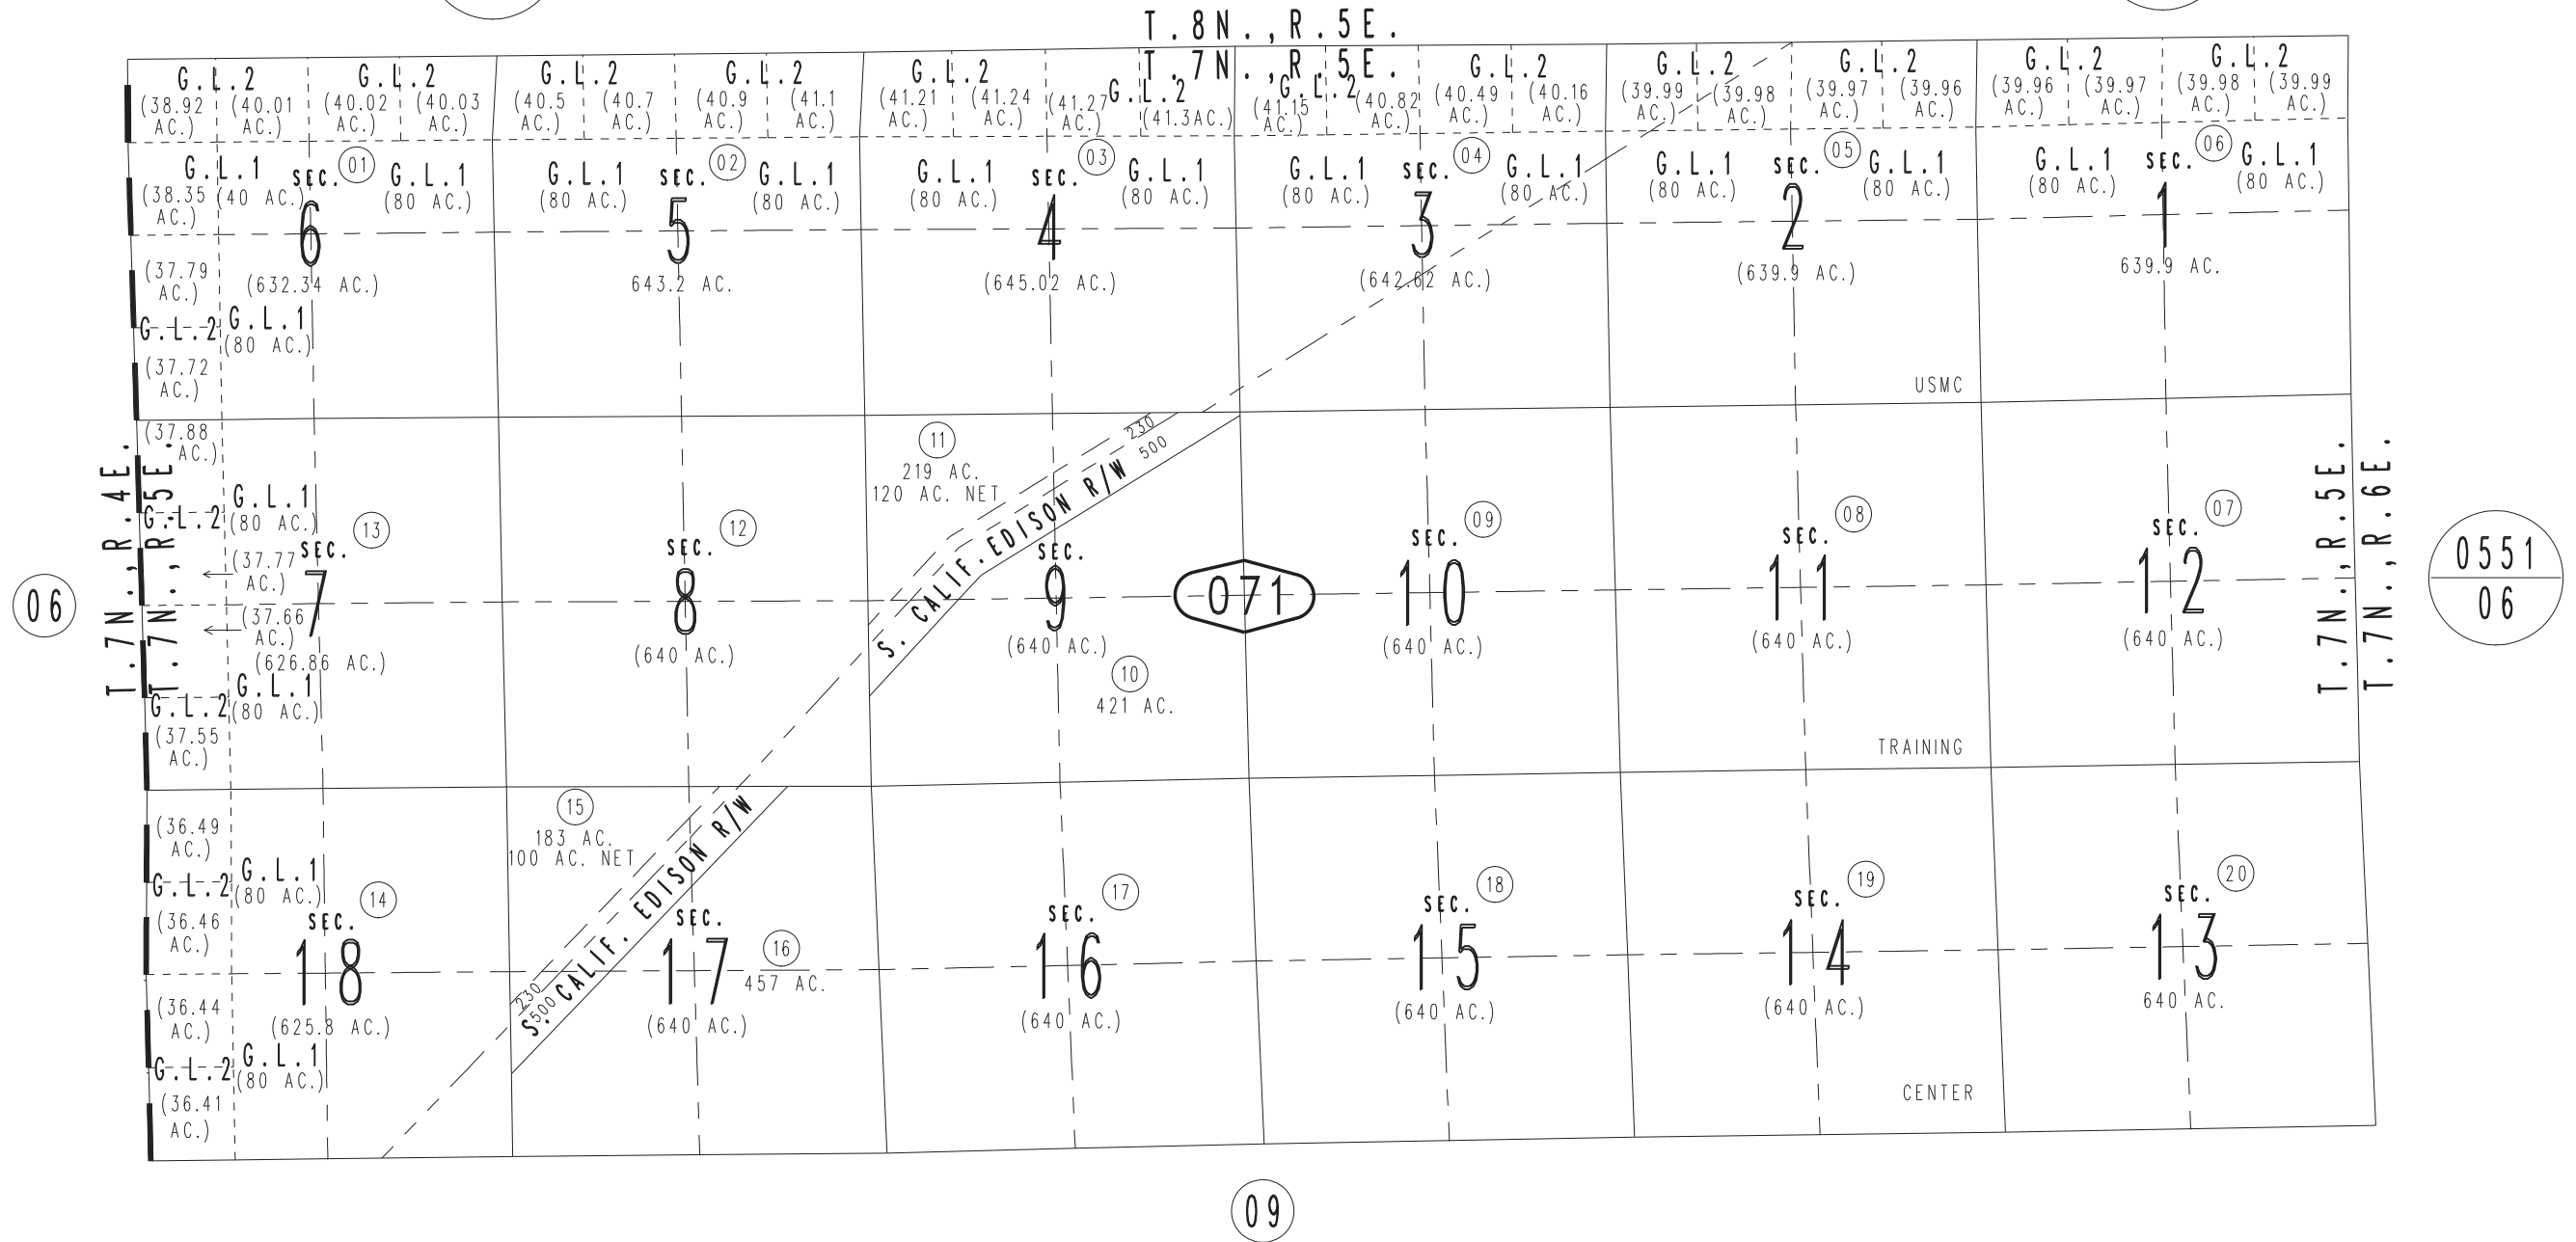 T.8N.,R.5E.
T.7N.,R.5E.
G.L.2
(38.92 AC.)
(40.01 AC.)
G.L.2
(40.02 AC.)
(40.03 AC.)
G.L.2
(40.5 AC.)
(40.7 AC.)
G.L.2
(40.9 AC.)
(41.1 AC.)
G.L.2
(41.21 AC.)
(41.24 AC.)
G.L.2
(41.27 AC.)
(41.3AC.)
G.L.2
(41.15 AC.)
(40.82 AC.)
G.L.2
(40.49 AC.)
(40.16 AC.)
G.L.2
(39.99 AC.)
(39.98 AC.)
G.L.2
(39.97 AC.)
(39.96 AC.)
G.L.2
(39.96 AC.)
(39.97 AC.)
G.L.2
(39.98 AC.)
(39.99 AC.)
G.L.1
(38.35 AC.)
(40 AC.)
SEC.
6
01
G.L.1
(80 AC.)
(632.34 AC.)
(37.79 AC.)
G.L.2
G.L.1
(80 AC.)
(37.72 AC.)
G.L.1
(80 AC.)
SEC.
5
02
G.L.1
(80 AC.)
643.2 AC.
G.L.1
(80 AC.)
SEC.
4
03
G.L.1
(80 AC.)
(645.02 AC.)
G.L.1
(80 AC.)
SEC.
3
04
G.L.1
(80 AC.)
(642.62 AC.)
G.L.1
(80 AC.)
SEC.
2
05
G.L.1
(80 AC.)
(639.9 AC.)
USMC
G.L.1
(80 AC.)
SEC.
1
06
G.L.1
(80 AC.)
639.9 AC.
06
T.7N.,R.4E.
T.7N.,R.5E.
(37.88 AC.)
G.L.1
(80 AC.)
G.L.2
(37.77 AC.)
SEC.
7
13
(37.66 AC.)
(626.86 AC.)
G.L.1
(80 AC.)
G.L.2
(37.55 AC.)
SEC.
8
12
(640 AC.)
11
219 AC.
120 AC. NET
230
500
S. CALIF. EDISON R/W
SEC.
9
(640 AC.)
10
421 AC.
071
SEC.
10
09
(640 AC.)
SEC.
11
08
(640 AC.)
TRAINING
SEC.
12
07
(640 AC.)
T.7N.,R.5E.
T.7N.,R.6E.
0551
06
(36.49 AC.)
G.L.1
(80 AC.)
G.L.2
(36.46 AC.)
SEC.
18
14
(36.44 AC.)
(625.8 AC.)
G.L.1
(80 AC.)
G.L.2
(36.41 AC.)
15
183 AC.
100 AC. NET
230
500
S. CALIF. EDISON R/W
SEC.
17
16
457 AC.
(640 AC.)
SEC.
16
17
(640 AC.)
SEC.
15
18
(640 AC.)
SEC.
14
19
(640 AC.)
CENTER
SEC.
13
20
640 AC.
09